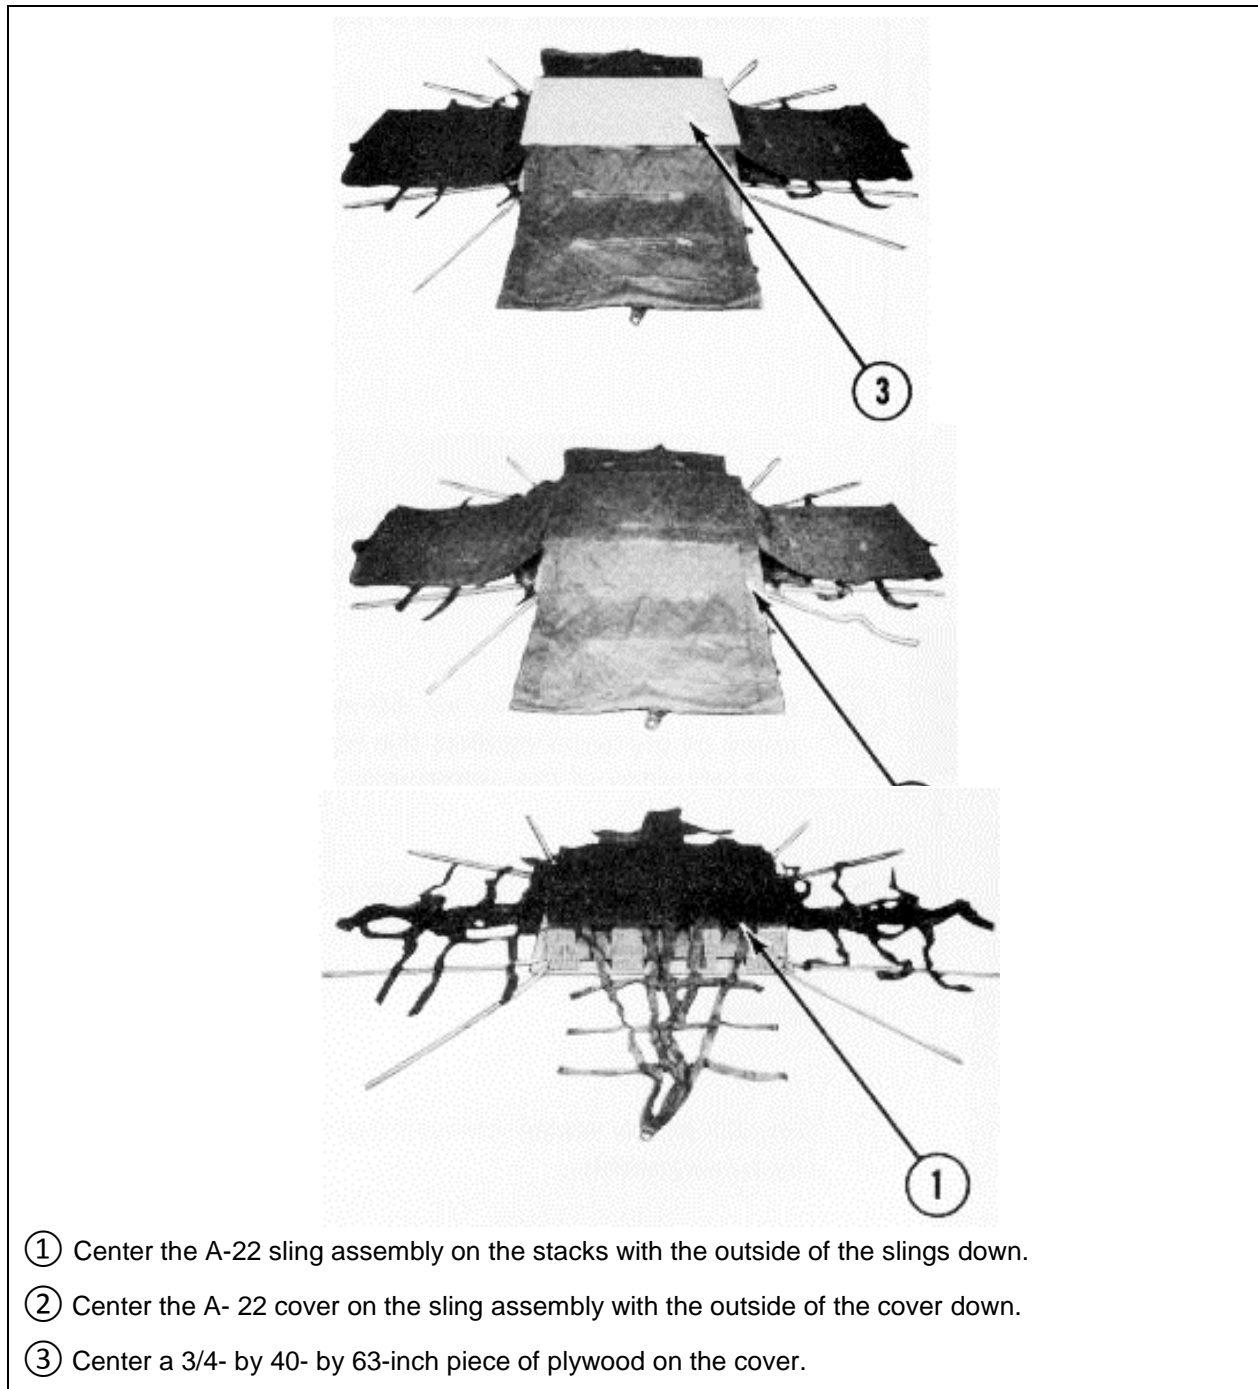 3
1
① Center the A-22 sling assembly on the stacks with the outside of the slings down.
② Center the A- 22 cover on the sling assembly with the outside of the cover down.
③ Center a 3/4- by 40- by 63-inch piece of plywood on the cover.